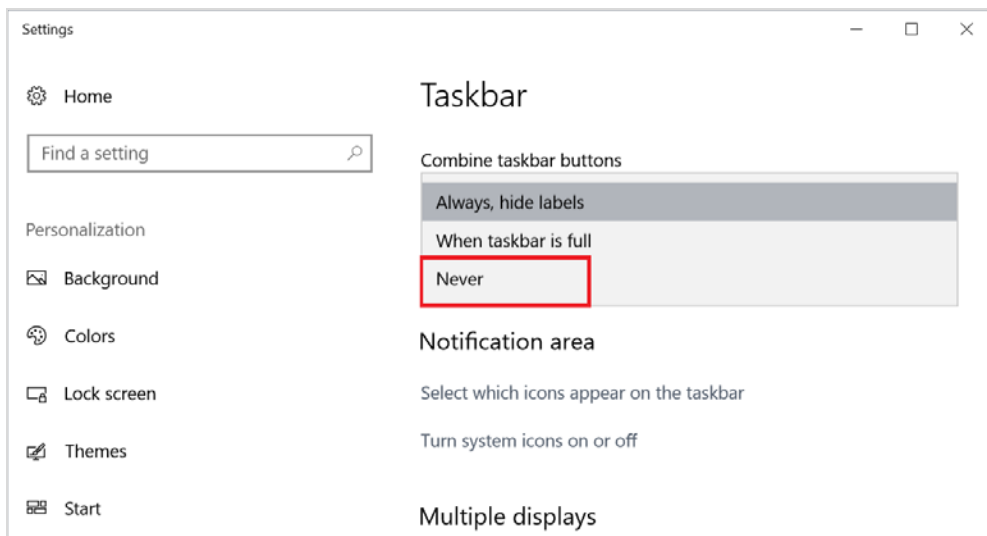 Settings
Home
Find a setting
Personalization
Background
Colors
Lock screen
Themes
Start
Taskbar
Combine taskbar buttons
Always, hide labels
When taskbar is full
Never
Notification area
Select which icons appear on the taskbar
Turn system icons on or off
Multiple displays